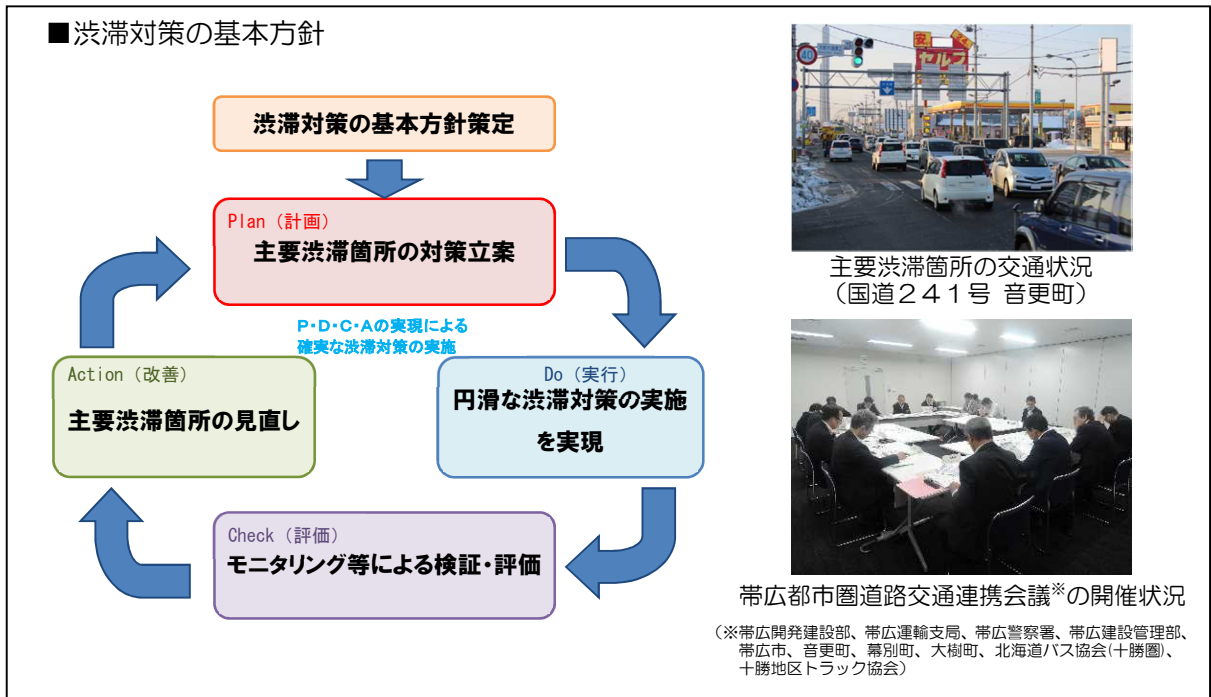 ■渋滞対策の基本方針
渋滞対策の基本方針策定
Plan（計画）
主要渋滞箇所の対策立案
P・D・C・Aの実現による
確実な渋滞対策の実施
Action（改善）
主要渋滞箇所の見直し
Do（実行）
円滑な渋滞対策の実施
を実現
Check（評価）
モニタリング等による検証・評価
40
安
セルフ
主要渋滞箇所の交通状況
（国道２４１号 音更町）
帯広都市圏道路交通連携会議※の開催状況
（※帯広開発建設部、帯広運輸支局、帯広警察署、帯広建設管理部、
帯広市、音更町、幕別町、大樹町、北海道バス協会(十勝圏)、
十勝地区トラック協会）